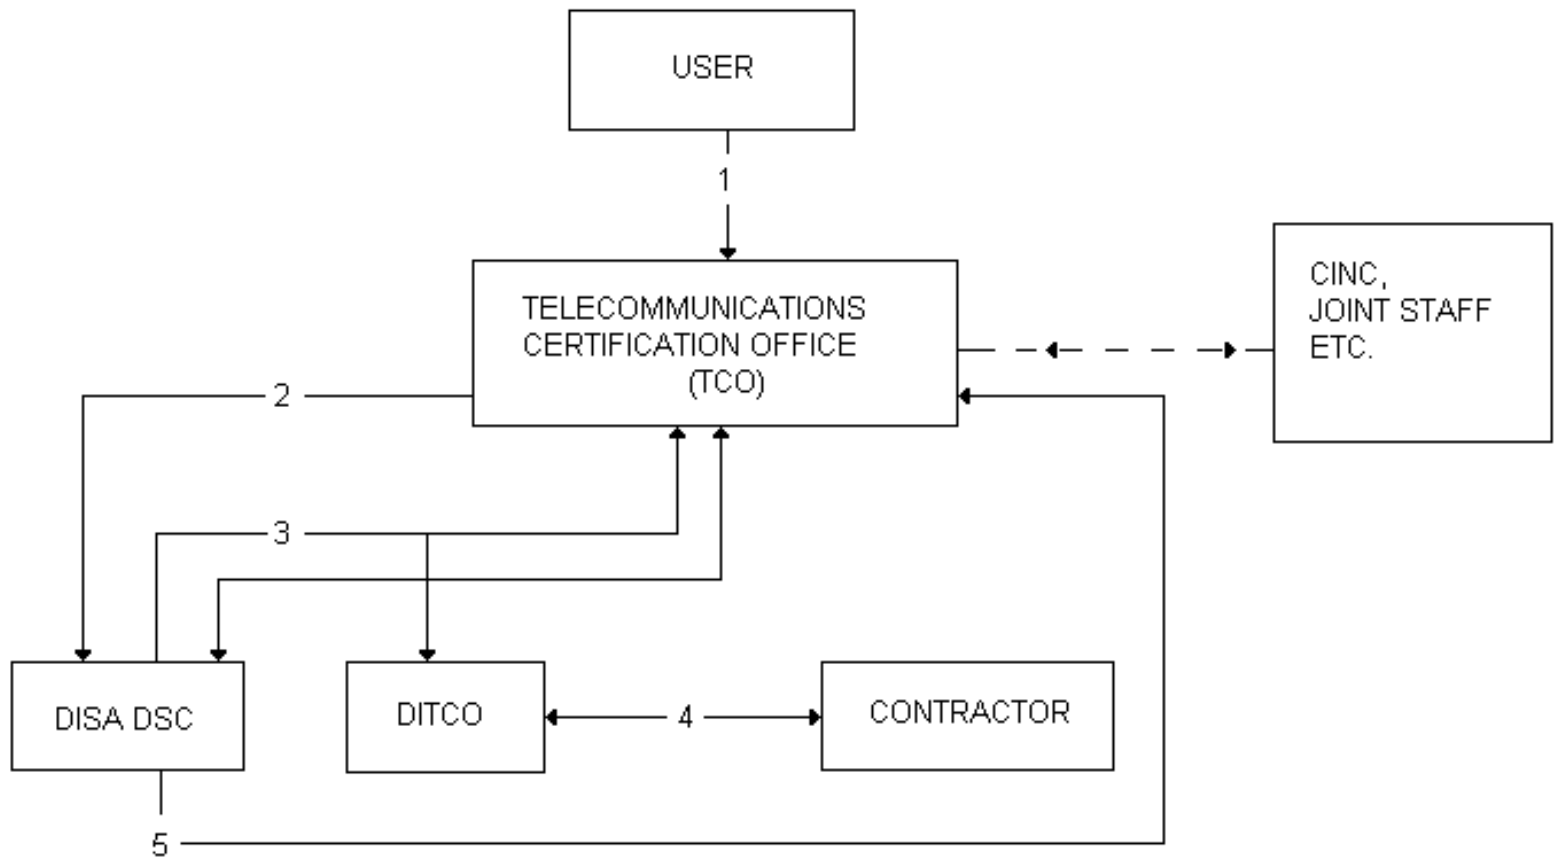 USER
1
TELECOMMUNICATIONS
CERTIFICATION OFFICE
(TCO)
CINC,
JOINT STAFF
ETC.
2
3
DISA DSC
DITCO
4
CONTRACTOR
5